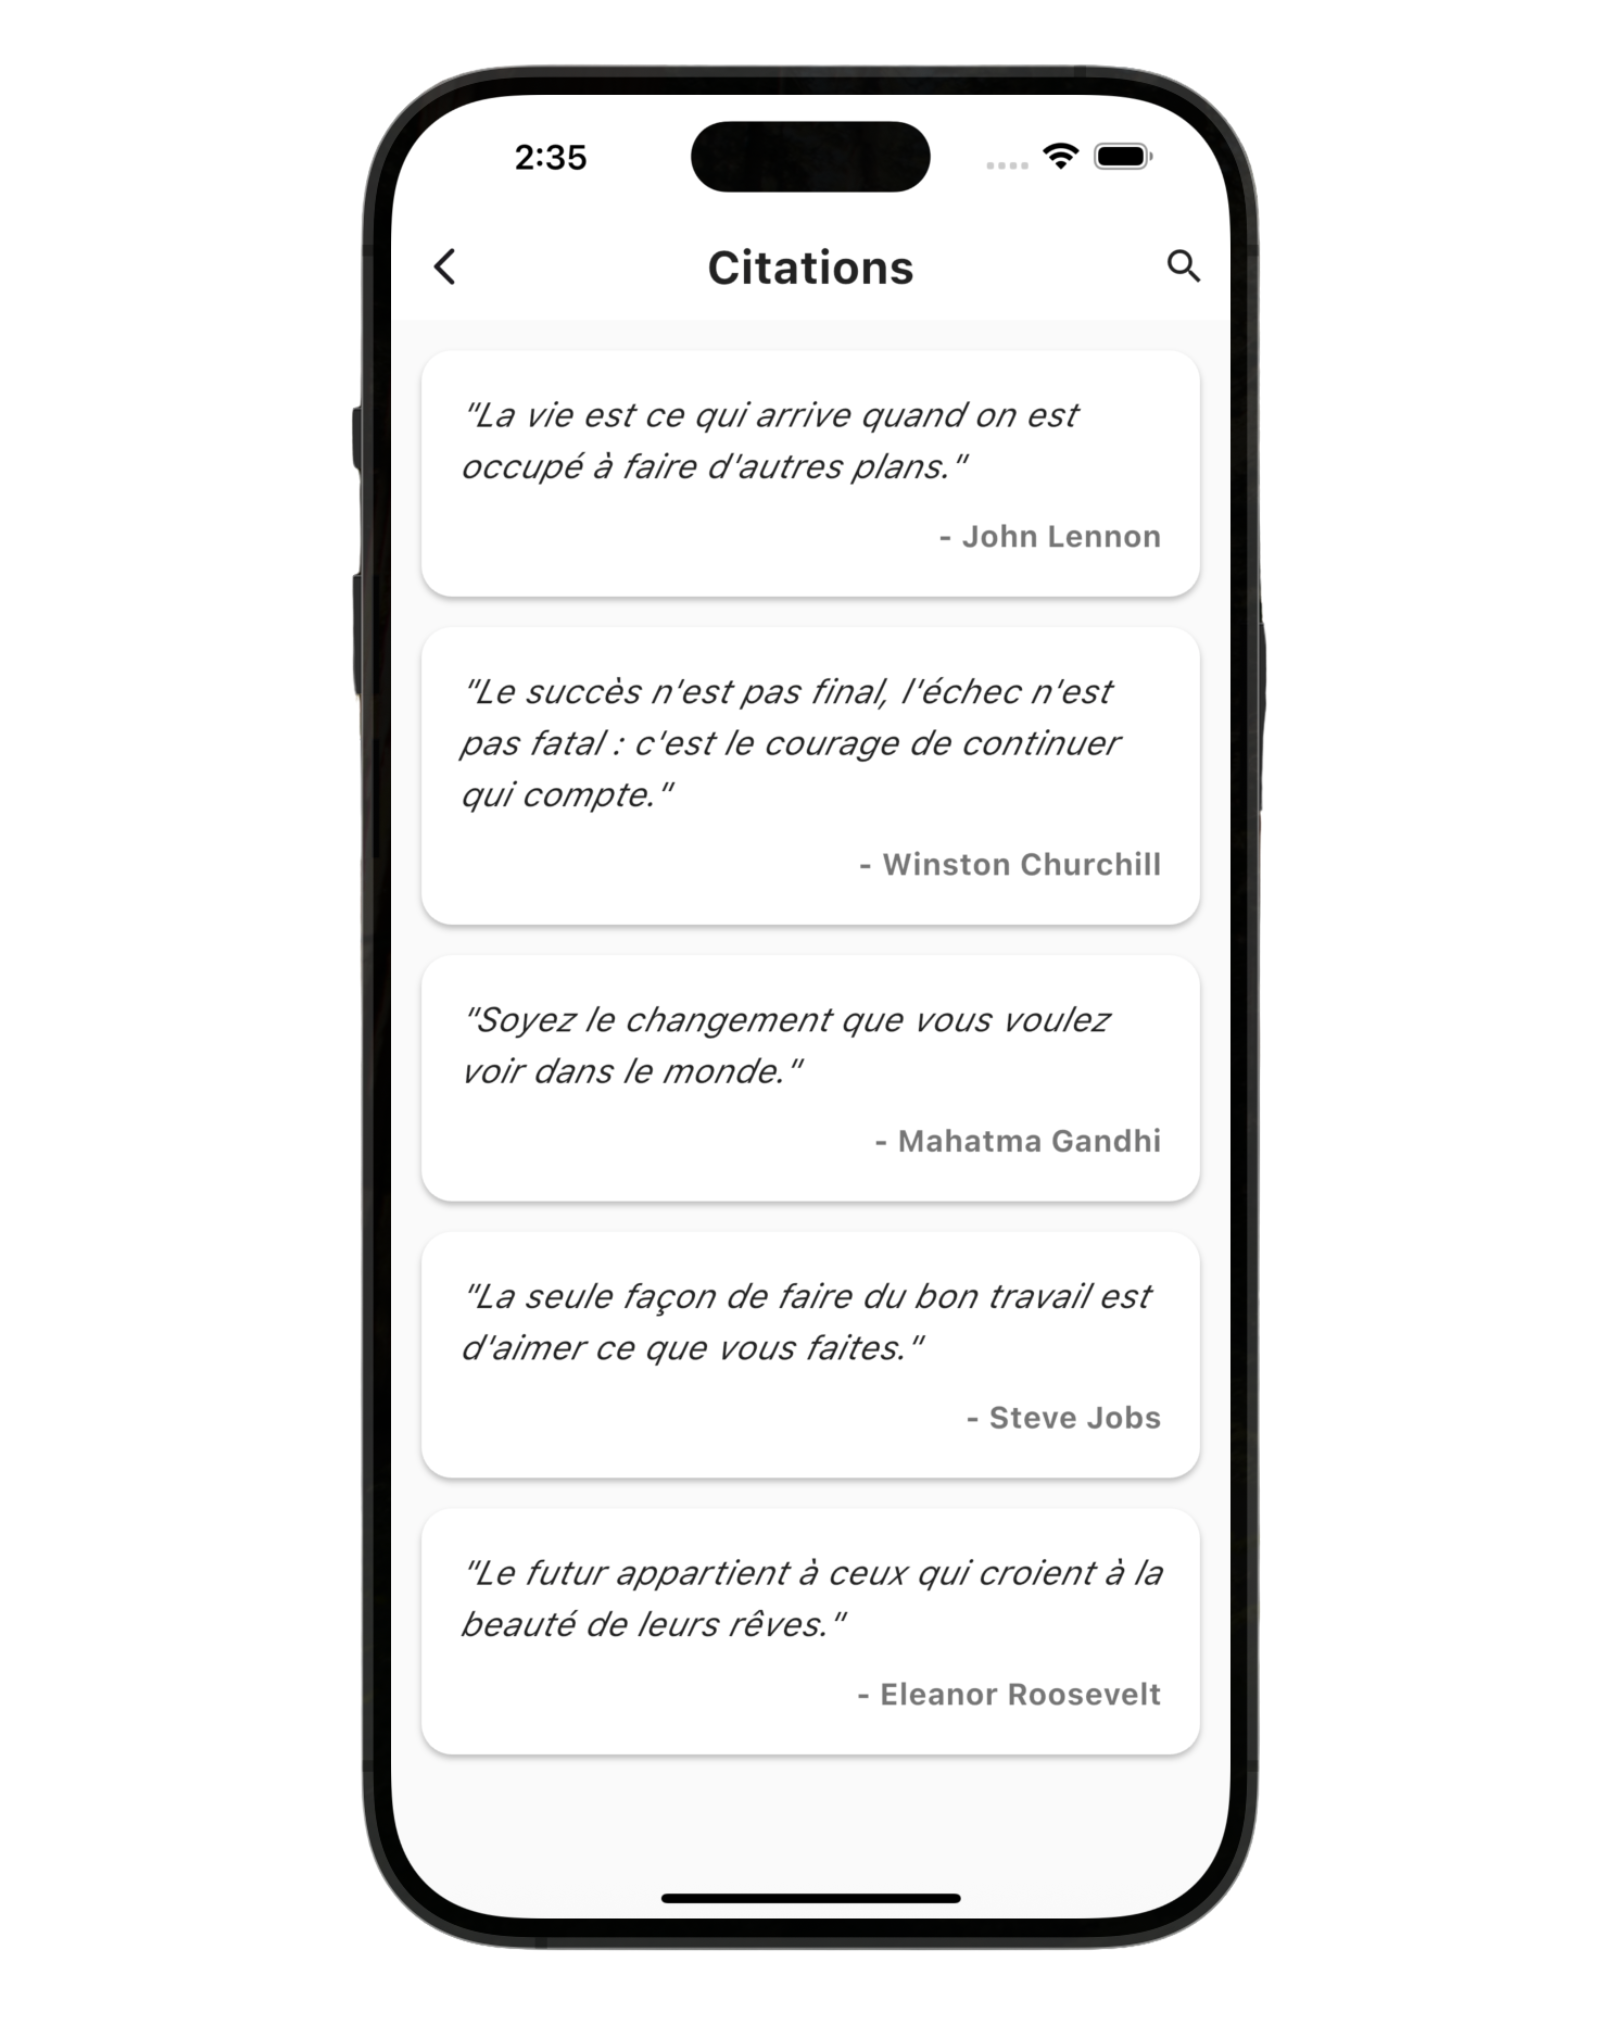 2:35
Citations
"La vie est ce qui arrive quand on est
occupé à faire d'autres plans."
- John Lennon
"Le succès n'est pas final, l'échec n'est
pas fatal : c'est le courage de continuer
qui compte."
- Winston Churchill
"Soyez le changement que vous voulez
voir dans le monde."
- Mahatma Gandhi
"La seule façon de faire du bon travail est
d'aimer ce que vous faites."
- Steve Jobs
"Le futur appartient à ceux qui croient à la
beauté de leurs rêves."
- Eleanor Roosevelt